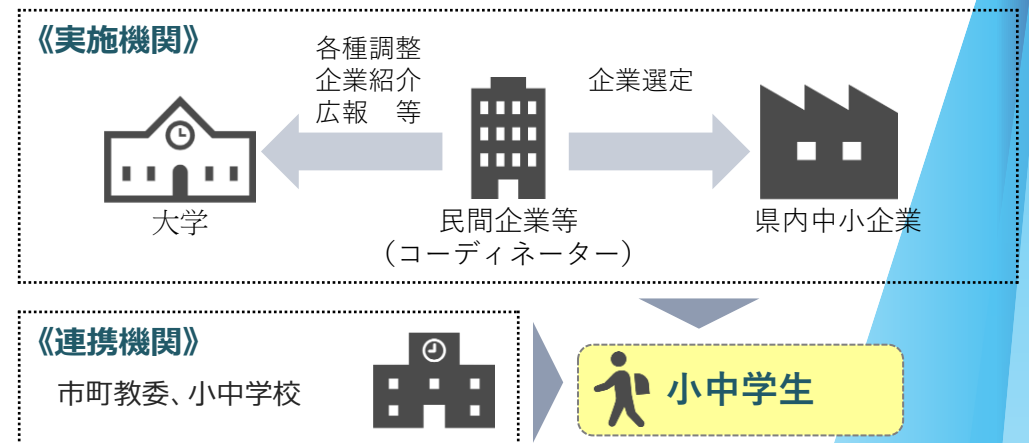 《実施機関》
各種調整
企業紹介
広報　等
企業選定
大学
民間企業等
（コーディネーター）
県内中小企業
《連携機関》
市町教委、小中学校
小中学生